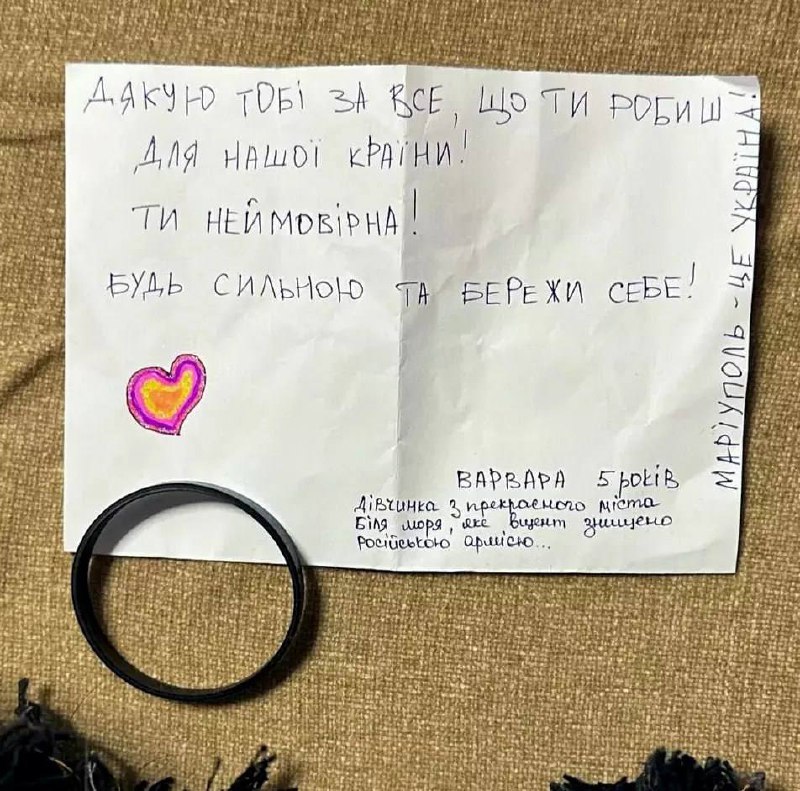 ДЯКУЮ ТОБІ ЗА ВСЕ, ЩО ТИ РОБИШ
ДЛЯ НАШОЇ КРАЇНИ!
ТИ НЕЙМОВІРНА!
БУДЬ СИЛЬНОЮ ТА БЕРЕЖИ СЕБЕ!
ВАРВАРА 5 років
Дівчинка з прекрасного міста
біля моря, яке вщент знищено
російською армією...
МАРІУПОЛЬ - ЦЕ УКРАЇНА!